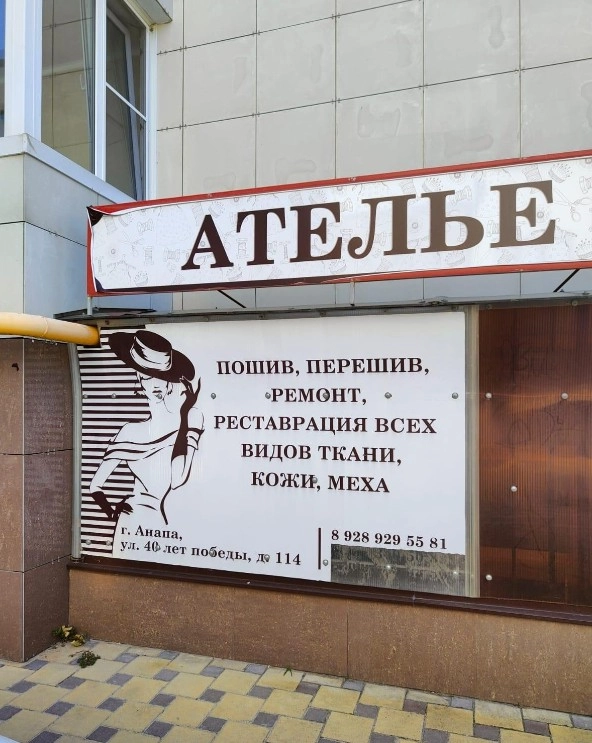 АТЕЛЬЕ
ПОШИВ, ПЕРЕШИВ,
РЕМОНТ,
РЕСТАВРАЦИЯ ВСЕХ
ВИДОВ ТКАНИ,
КОЖИ, МЕХА
г. Анапа,
ул. 40 лет победы, д. 114
8 928 929 55 81